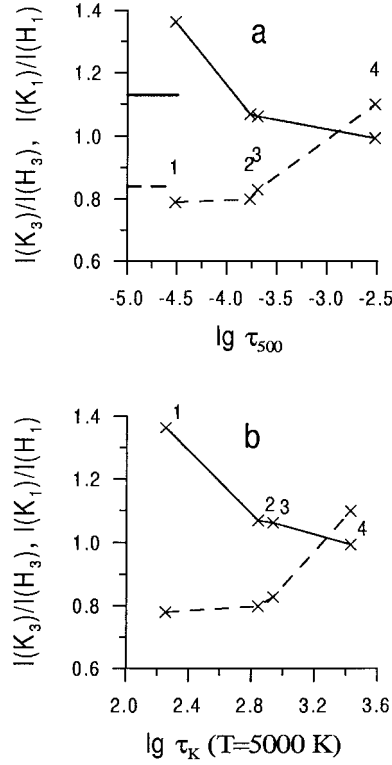 a
I(K₃)/I(H₃), I(K₁)/I(H₁)
1.4
1.2
1.0
0.8
0.6
1
2 3
4
-5.0 -4.5 -4.0 -3.5 -3.0 -2.5
lg τ₅₀₀
b
I(K₃)/I(H₃), I(K₁)/I(H₁)
1.4
1.2
1.0
0.8
0.6
1
2 3
4
2.0 2.4 2.8 3.2 3.6
lg τ_K (T=5000 K)